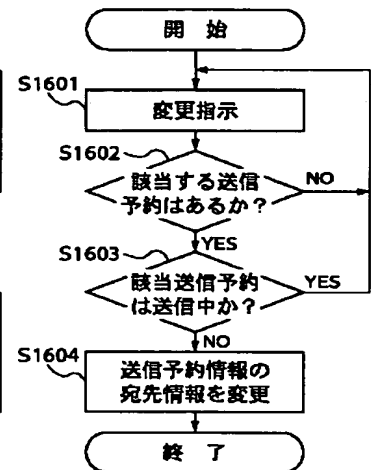 開 始
S1601
変更指示
S1602
該当する送信
予約はあるか？
NO
YES
S1603
該当送信予約
は送信中か？
YES
NO
S1604
送信予約情報の
宛先情報を変更
終 了